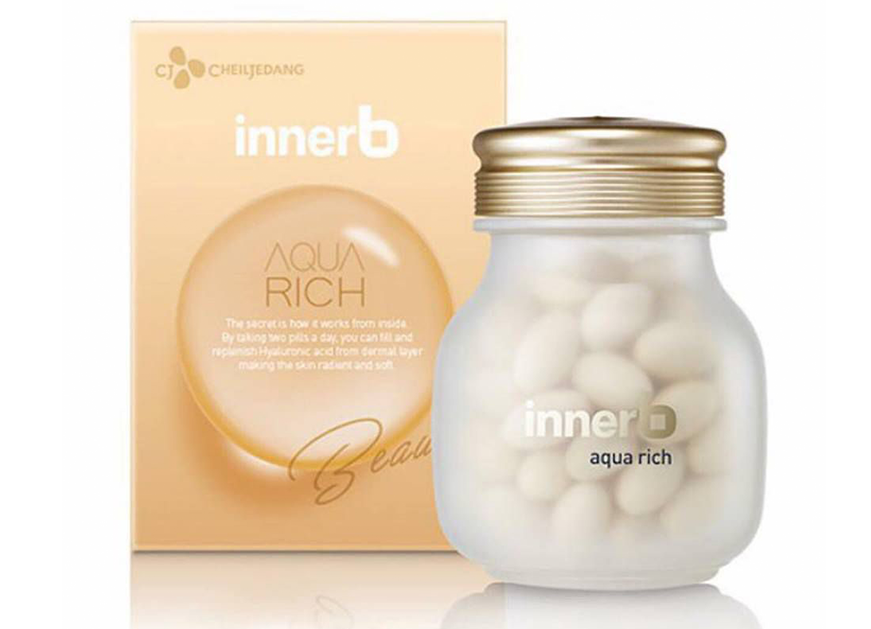 CJ CHEILJEDANG
innerb
AQUA
RICH
The secret is how it works from inside.
By taking two pills a day, you can fill and
replenish Hyaluronic acid from dermal layer
making the skin radiant and soft.
Beau
innerb
aqua rich